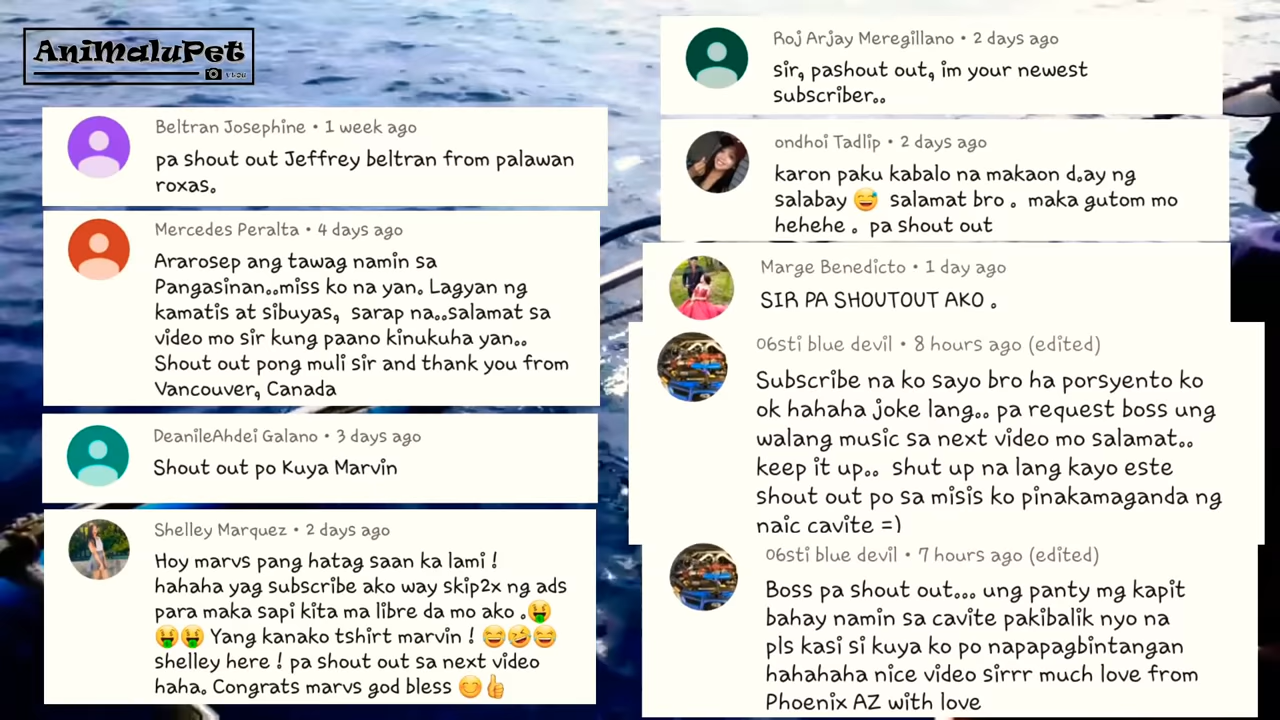 AniMaluPet
VLOG
Beltran Josephine • 1 week ago
pa shout out Jeffrey beltran from palawan
roxas.
Mercedes Peralta • 4 days ago
Ararosep ang tawag namin sa
Pangasinan..miss ko na yan. Lagyan ng
kamatis at sibuyas, sarap na..salamat sa
video mo sir kung paano kinukuha yan..
Shout out pong muli sir and thank you from
Vancouver, Canada
DeanileAhdei Galano • 3 days ago
Shout out po Kuya Marvin
Shelley Marquez • 2 days ago
Hoy marvs pang hatag saan ka lami !
hahaha yag subscribe ako way skip2x ng ads
para maka sapi kita ma libre da mo ako .🤑
🤑🤑 Yang kanako tshirt marvin ! 😄🤣😄
shelley here ! pa shout out sa next video
haha. Congrats marvs god bless 😊👍
Roj Arjay Meregillano • 2 days ago
sir, pashout out, im your newest
subscriber..
ondhoi Tadlip • 2 days ago
karon paku kabalo na makaon d.ay ng
salabay 😅 salamat bro . maka gutom mo
hehehe . pa shout out
Marge Benedicto • 1 day ago
SIR PA SHOUTOUT AKO .
06sti blue devil • 8 hours ago (edited)
Subscribe na ko sayo bro ha porsyento ko
ok hahaha joke lang.. pa request boss ung
walang music sa next video mo salamat..
keep it up.. shut up na lang kayo este
shout out po sa misis ko pinakamaganda ng
naic cavite =)
06sti blue devil • 7 hours ago (edited)
Boss pa shout out... ung panty mg kapit
bahay namin sa cavite pakibalik nyo na
pls kasi si kuya ko po napapagbintangan
hahahaha nice video sirrr much love from
Phoenix AZ with love